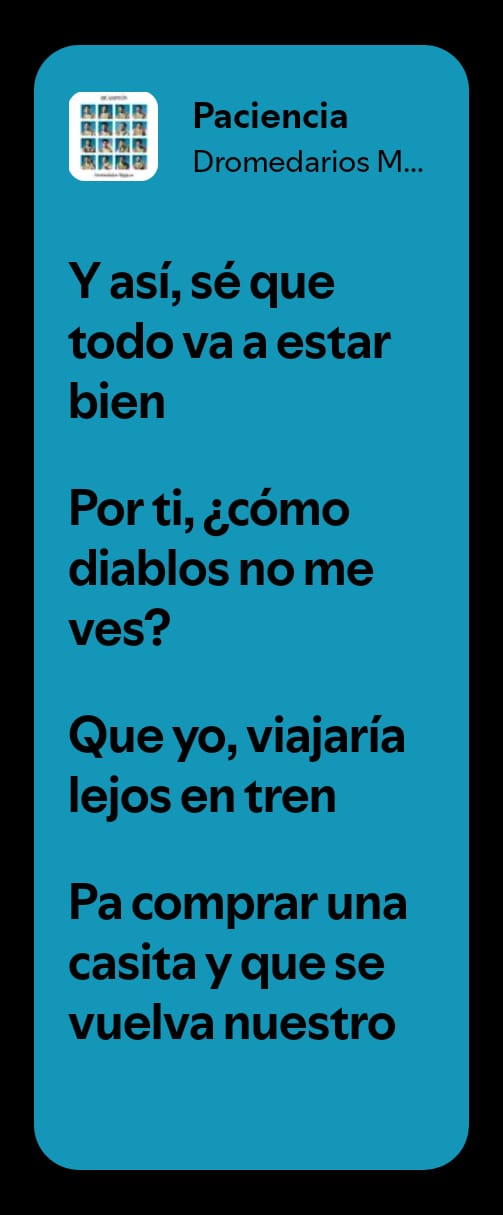 Paciencia
Dromedarios M...
Y así, sé que
todo va a estar
bien
Por ti, ¿cómo
diablos no me
ves?
Que yo, viajaría
lejos en tren
Pa comprar una
casita y que se
vuelva nuestro